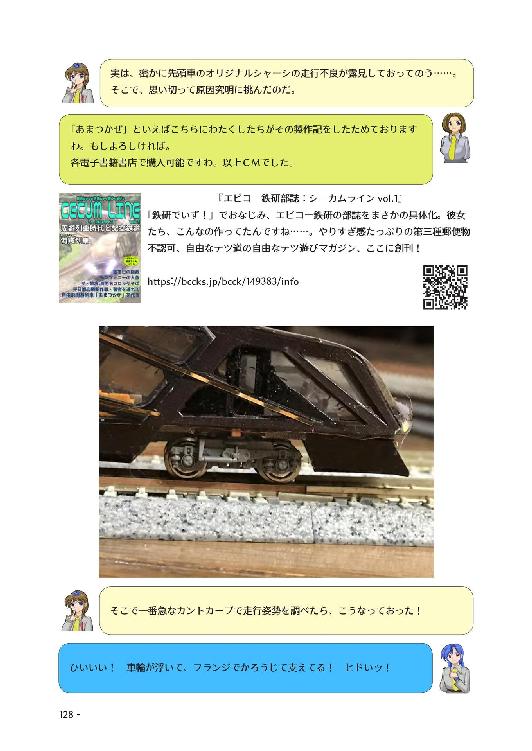 実は、密かに先頭車のオリジナルシャーシの走行不良が露見しておってのう……。
そこで、思い切って原因究明に挑んだのだ。
「あまつかぜ」といえばこちらにわたくしたちがその製作記をしたためております
わ。もしよろしければ。
各電子書籍書店で購入可能ですわ。以上ＣＭでした。
CECUM LINE
『エビコー鉄研部誌：シーカムライン vol.1』
「鉄研でいず！」でおなじみ、エビコー鉄研の部誌をまさかの具体化。彼女
たち、こんなの作ってたんですね……。やりすぎ感たっぷりの第三種郵便物
不認可、自由なテツ道の自由なテツ遊びマガジン、ここに創刊！
https://bccks.jp/bcck/149383/info
そこで一番急なカントカーブで走行姿勢を調べたら、こうなっておった！
ひいいい！　車輪が浮いて、フランジでかろうじて支えてる！　ヒドいッ！
128 -